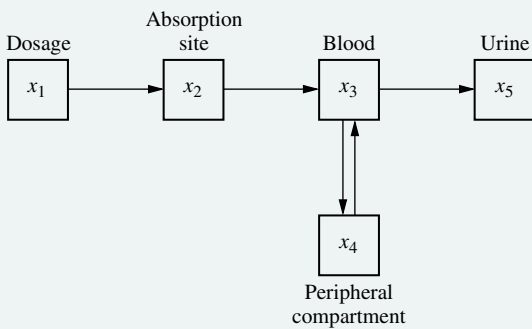 Dosage
Absorption
site
Blood
Urine
x1
x2
x3
x5
x4
Peripheral
compartment